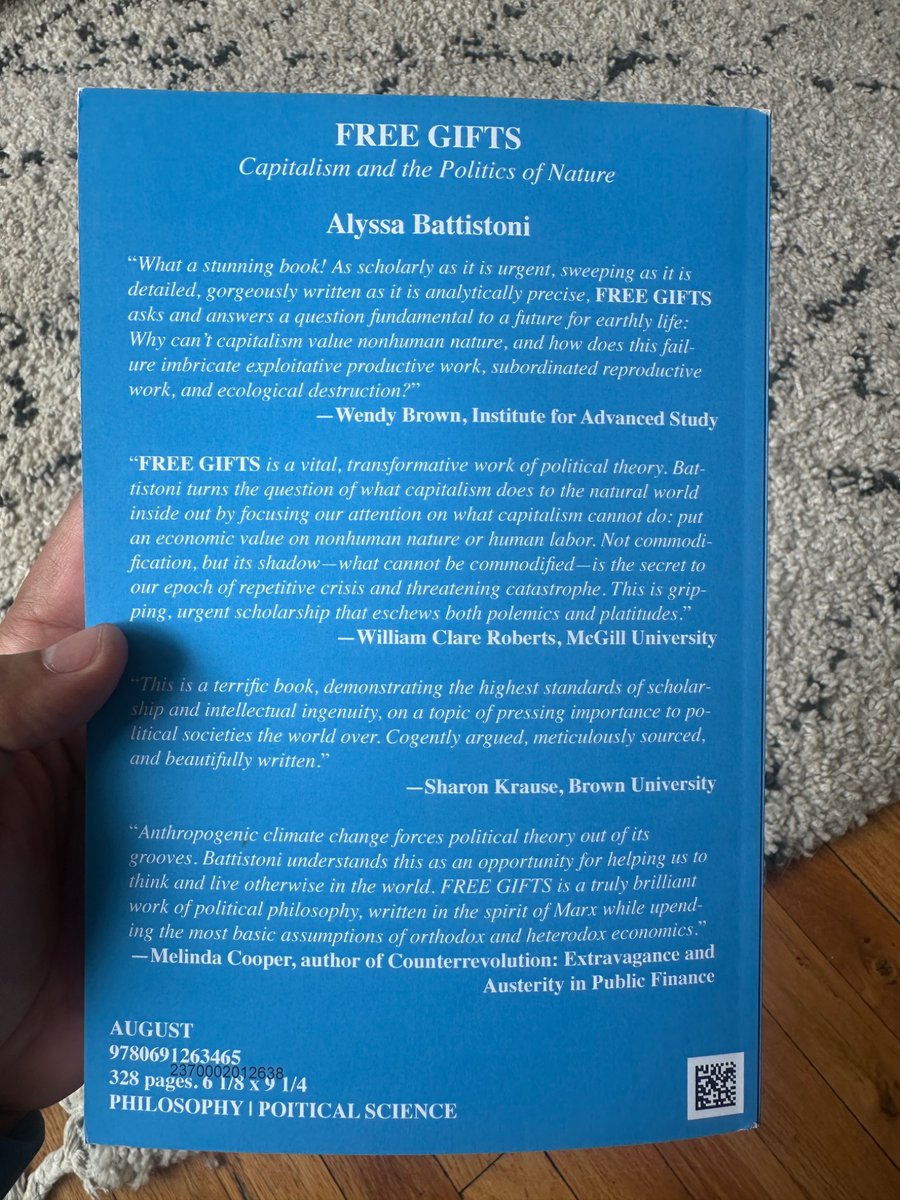 FREE GIFTS
Capitalism and the Politics of Nature
Alyssa Battistoni
“What a stunning book! As scholarly as it is urgent, sweeping as it is
detailed, gorgeously written as it is analytically precise, FREE GIFTS
asks and answers a question fundamental to a future for earthly life:
Why can’t capitalism value nonhuman nature, and how does this fail-
ure imbricate exploitative productive work, subordinated reproductive
work, and ecological destruction?”
—Wendy Brown, Institute for Advanced Study
“FREE GIFTS is a vital, transformative work of political theory. Bat-
tistoni turns the question of what capitalism does to the natural world
inside out by focusing our attention on what capitalism cannot do: put
an economic value on nonhuman nature or human labor. Not commodi-
fication, but its shadow—what cannot be commodified—is the secret to
our epoch of repetitive crisis and threatening catastrophe. This is grip-
ping, urgent scholarship that eschews both polemics and platitudes.”
—William Clare Roberts, McGill University
“This is a terrific book, demonstrating the highest standards of scholar-
ship and intellectual ingenuity, on a topic of pressing importance to po-
litical societies the world over. Cogently argued, meticulously sourced,
and beautifully written.”
—Sharon Krause, Brown University
“Anthropogenic climate change forces political theory out of its
grooves. Battistoni understands this as an opportunity for helping us to
think and live otherwise in the world. FREE GIFTS is a truly brilliant
work of political philosophy, written in the spirit of Marx while upend-
ing the most basic assumptions of orthodox and heterodox economics.”
—Melinda Cooper, author of Counterrevolution: Extravagance and
Austerity in Public Finance
AUGUST
9780691263465
2370002012638
328 pages. 6 1/8 x 9 1/4
PHILOSOPHY | POITICAL SCIENCE